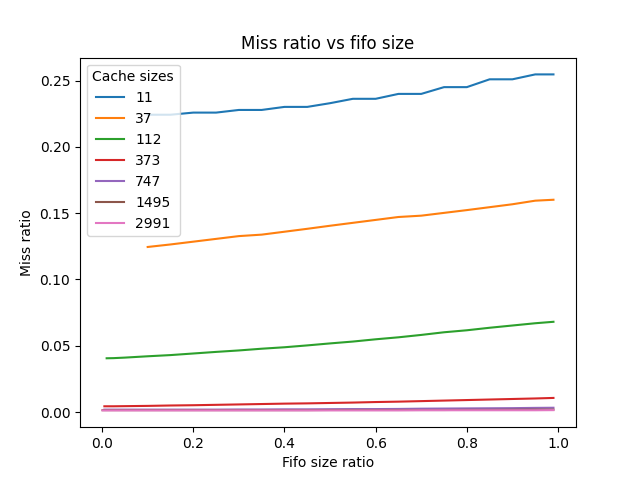 Miss ratio vs fifo size
Cache sizes
11
37
112
373
747
1495
2991
0.25
0.20
0.15
0.10
0.05
0.00
Miss ratio
0.0 0.2 0.4 0.6 0.8 1.0
Fifo size ratio